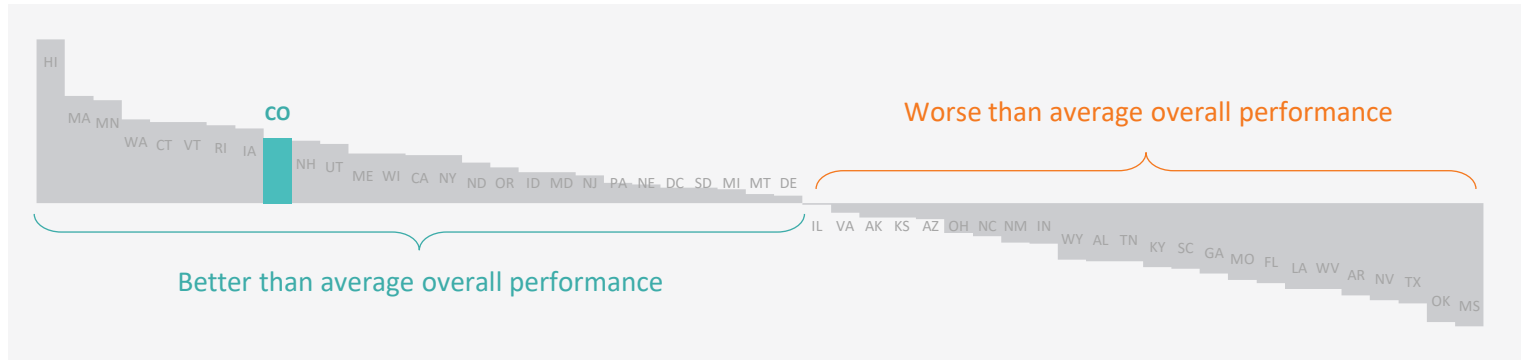 HI
MA MN
WA CT VT RI IA
CO
NH UT
ME WI CA NY ND OR ID MD NJ PA NE DC SD MI MT DE
IL VA AK KS AZ OH NC NM IN
WY AL TN KY SC GA MO FL LA WV AR NV TX OK MS
Worse than average overall performance
Better than average overall performance